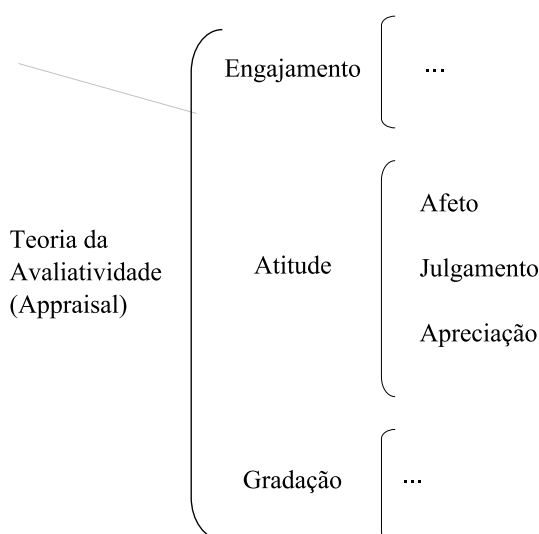 Engajamento
...
Afeto
Teoria da
Avaliatividade
(Appraisal)
Atitude
Julgamento
Apreciação
Gradação
...